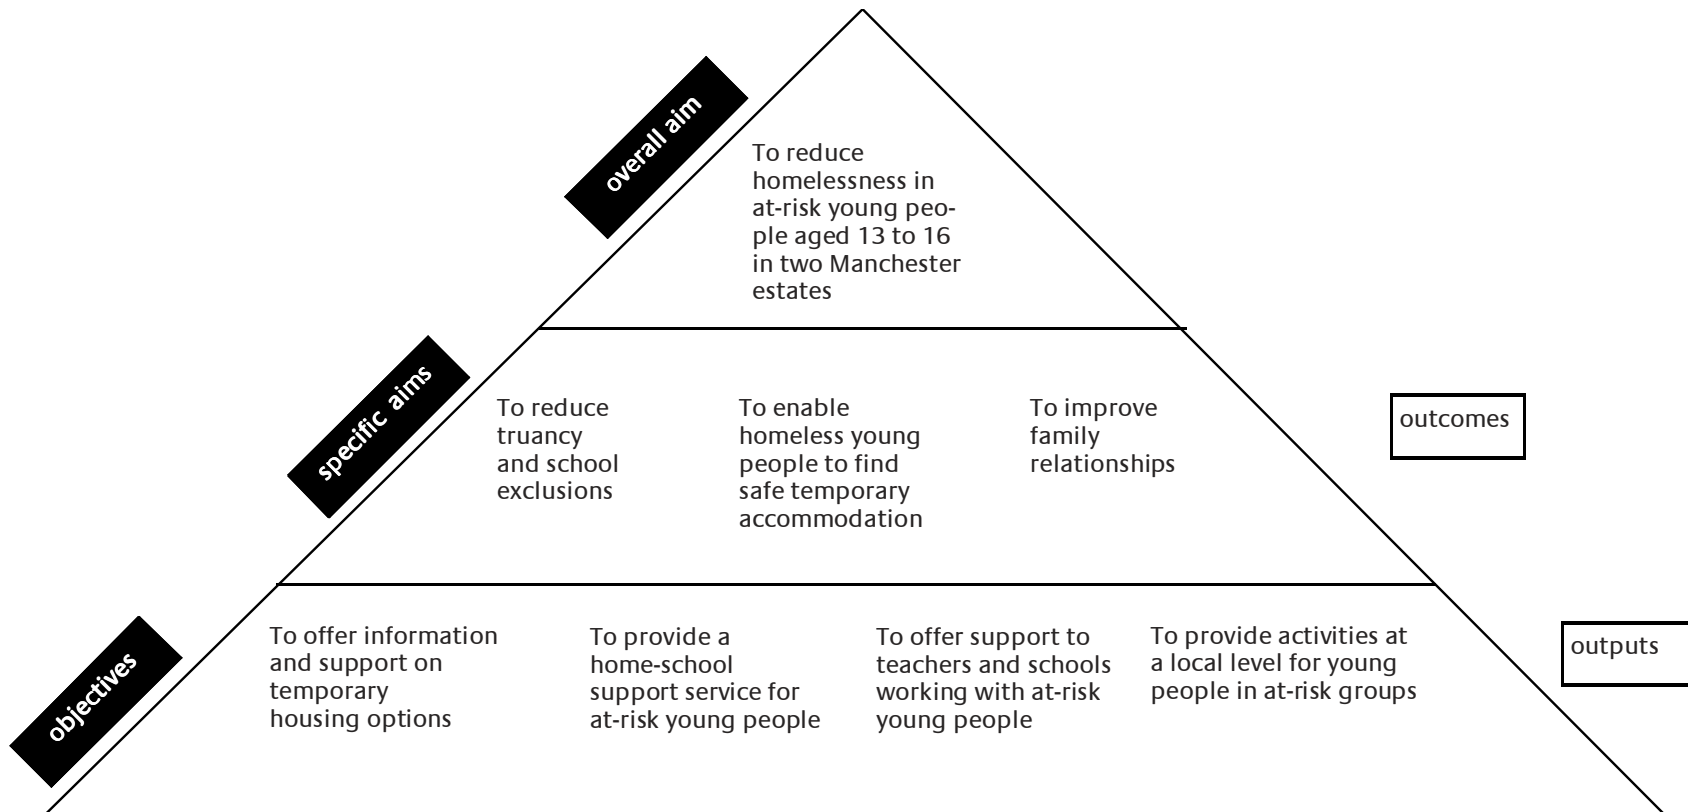 overall aim
To reduce
homelessness in
at-risk young peo-
ple aged 13 to 16
in two Manchester
estates
specific aims
To reduce
truancy
and school
exclusions
To enable
homeless young
people to find
safe temporary
accommodation
To improve
family
relationships
outcomes
objectives
To offer information
and support on
temporary
housing options
To provide a
home-school
support service for
at-risk young people
To offer support to
teachers and schools
working with at-risk
young people
To provide activities at
a local level for young
people in at-risk groups
outputs